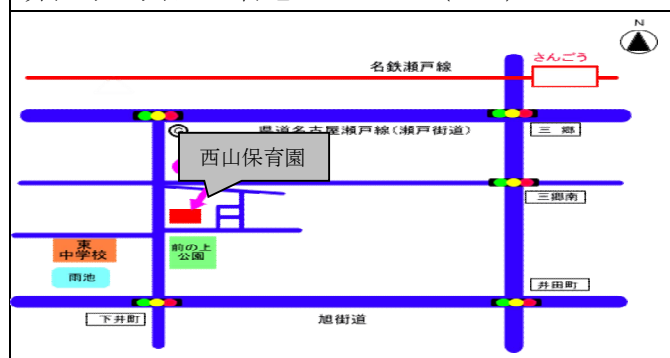 N
さんごう
名鉄瀬戸線
県道名古屋瀬戸線(瀬戸街道)
三郷
西山保育園
三郷南
東
中学校
前の上
公園
雨池
井田町
下井町
旭街道